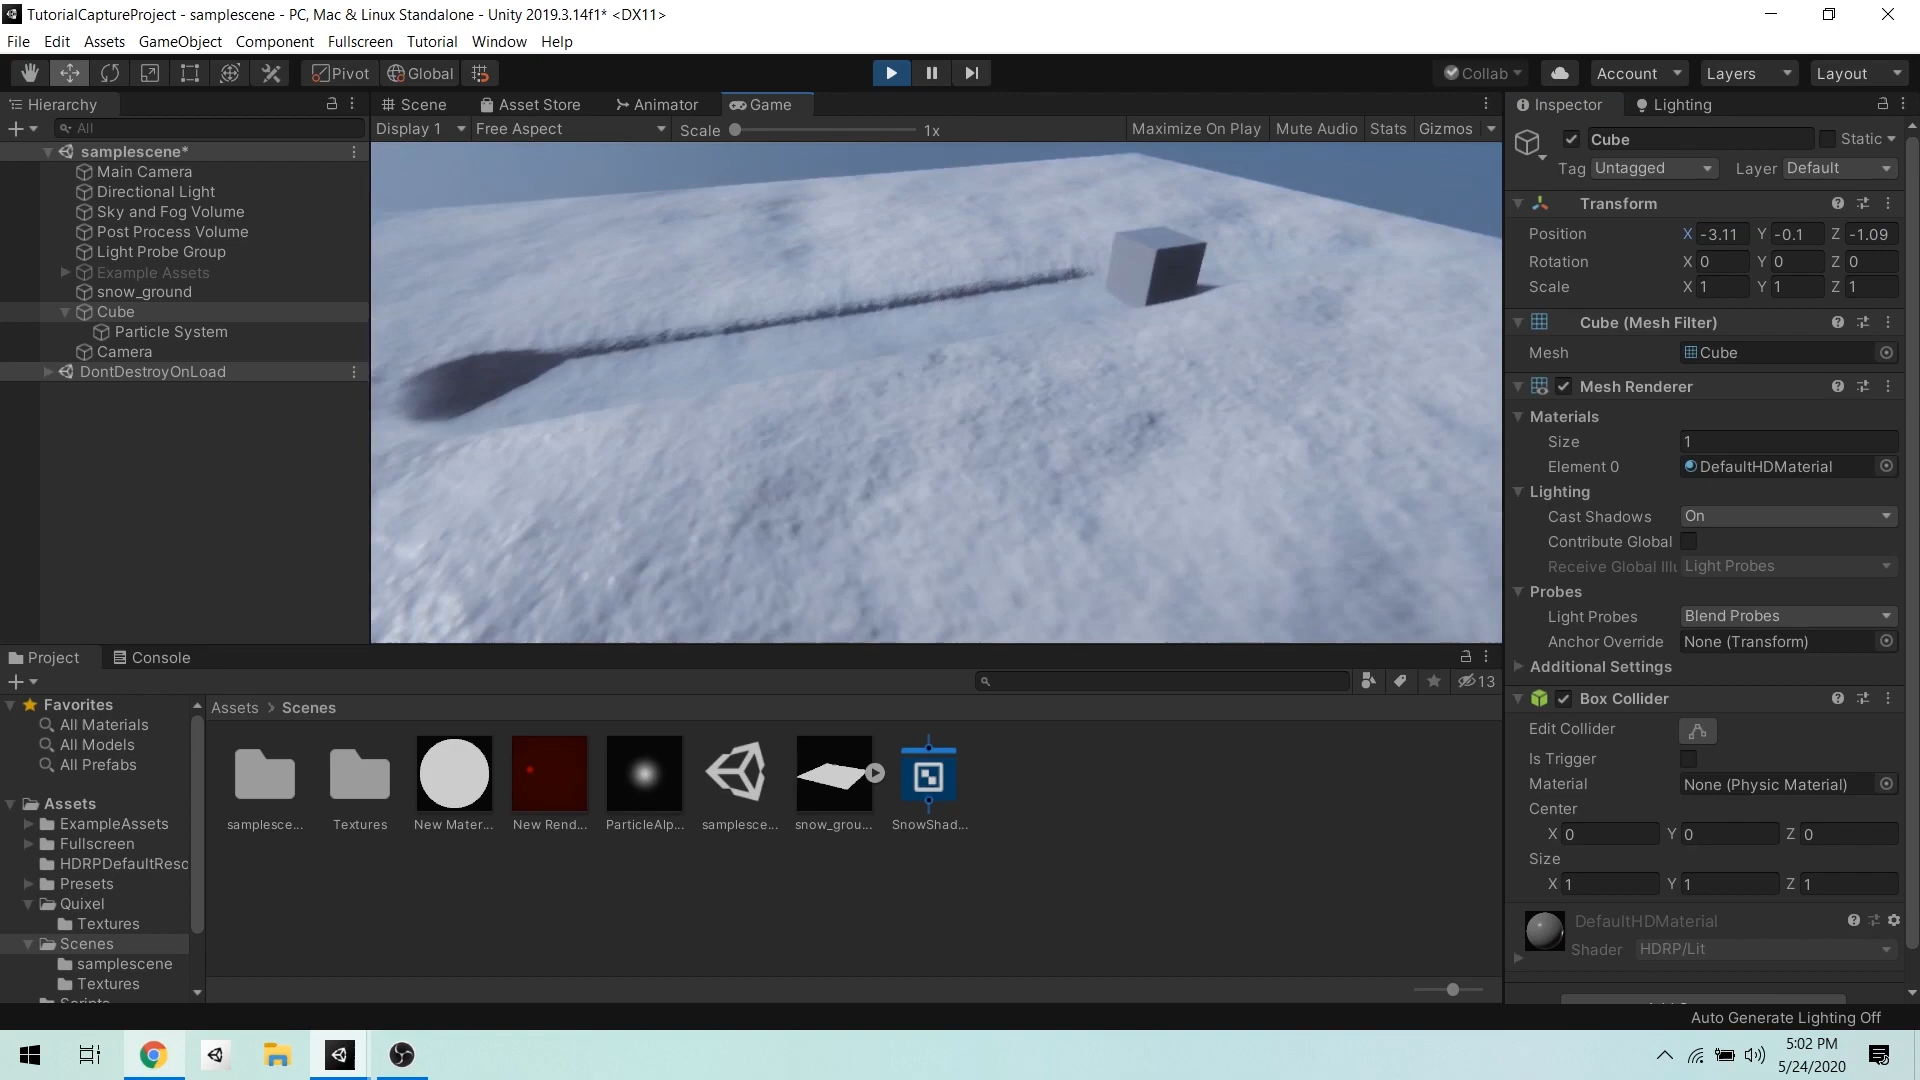 TutorialCaptureProject - samplescene - PC, Mac & Linux Standalone - Unity 2019.3.14f1* <DX11>
File Edit Assets GameObject Component Fullscreen Tutorial Window Help
Pivot Global Collab Account Layers Layout
Hierarchy
All
samplescene*
Main Camera
Directional Light
Sky and Fog Volume
Post Process Volume
Light Probe Group
Example Assets
snow_ground
Cube
Particle System
Camera
DontDestroyOnLoad
Scene Asset Store Animator Game
Display 1 Free Aspect Scale 1x Maximize On Play Mute Audio Stats Gizmos
Inspector Lighting
Cube Static
Tag Untagged Layer Default
Transform
Position X -3.11 Y -0.1 Z -1.09
Rotation X 0 Y 0 Z 0
Scale X 1 Y 1 Z 1
Cube (Mesh Filter)
Mesh Cube
Mesh Renderer
Materials
Size 1
Element 0 DefaultHDMaterial
Lighting
Cast Shadows On
Contribute Global
Receive Global Illu Light Probes
Probes
Light Probes Blend Probes
Anchor Override None (Transform)
Additional Settings
Box Collider
Edit Collider
Is Trigger
Material None (Physic Material)
Center
X 0 Y 0 Z 0
Size
X 1 Y 1 Z 1
DefaultHDMaterial
Shader HDRP/Lit
Project Console
13
Favorites
All Materials
All Models
All Prefabs
Assets
ExampleAssets
Fullscreen
HDRPDefaultResc
Presets
Quixel
Textures
Scenes
samplescene
Textures
Assets > Scenes
samplesce... Textures New Mater... New Rend... ParticleAlp... samplesce... snow_grou... SnowShad...
Auto Generate Lighting Off
5:02 PM
5/24/2020